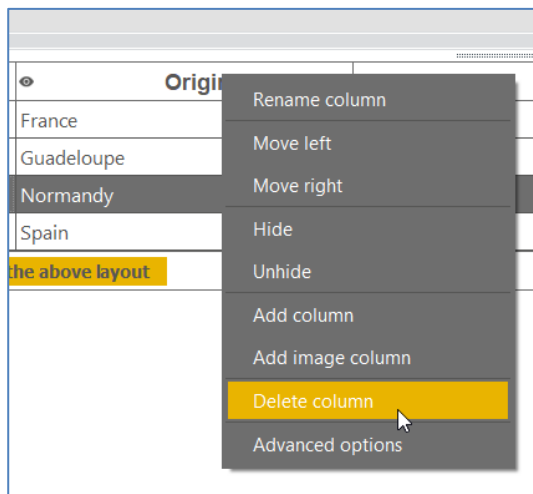 Origi
France
Guadeloupe
Normandy
Spain
the above layout
Rename column
Move left
Move right
Hide
Unhide
Add column
Add image column
Delete column
Advanced options